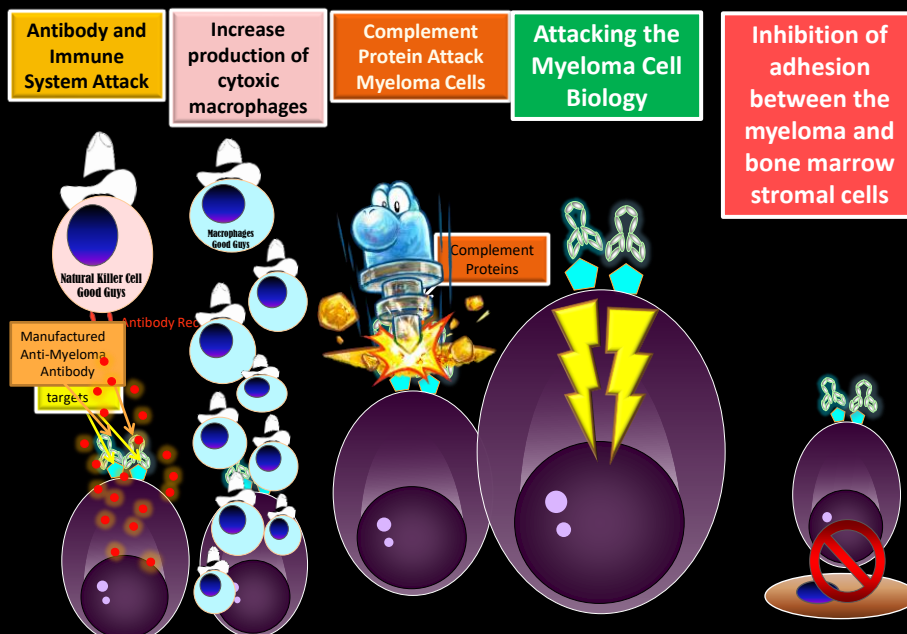 Antibody and
Immune
System Attack
Increase
production of
cytoxic
macrophages
Complement
Protein Attack
Myeloma Cells
Attacking the
Myeloma Cell
Biology
Inhibition of
adhesion
between the
myeloma and
bone marrow
stromal cells
Natural Killer Cell
Good Guys
Macrophages
Good Guys
Complement
Proteins
Antibody Rec
Manufactured
Anti-Myeloma
Antibody
targets